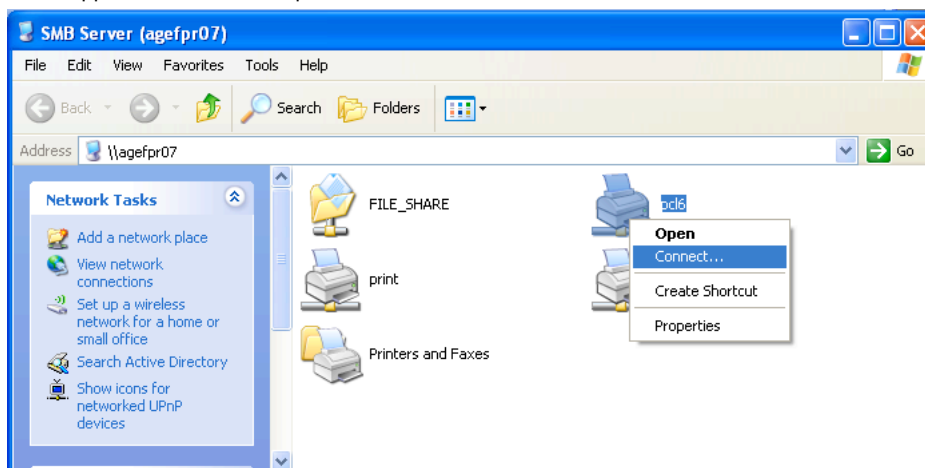 SMB Server (agefpr07)
File Edit View Favorites Tools Help
Back
Search
Folders
Address \\agefpr07
Go
Network Tasks
Add a network place
View network
connections
Set up a wireless
network for a home or
small office
Search Active Directory
Show icons for
networked UPnP
devices
FILE_SHARE
pcl6
print
Printers and Faxes
Open
Connect...
Create Shortcut
Properties